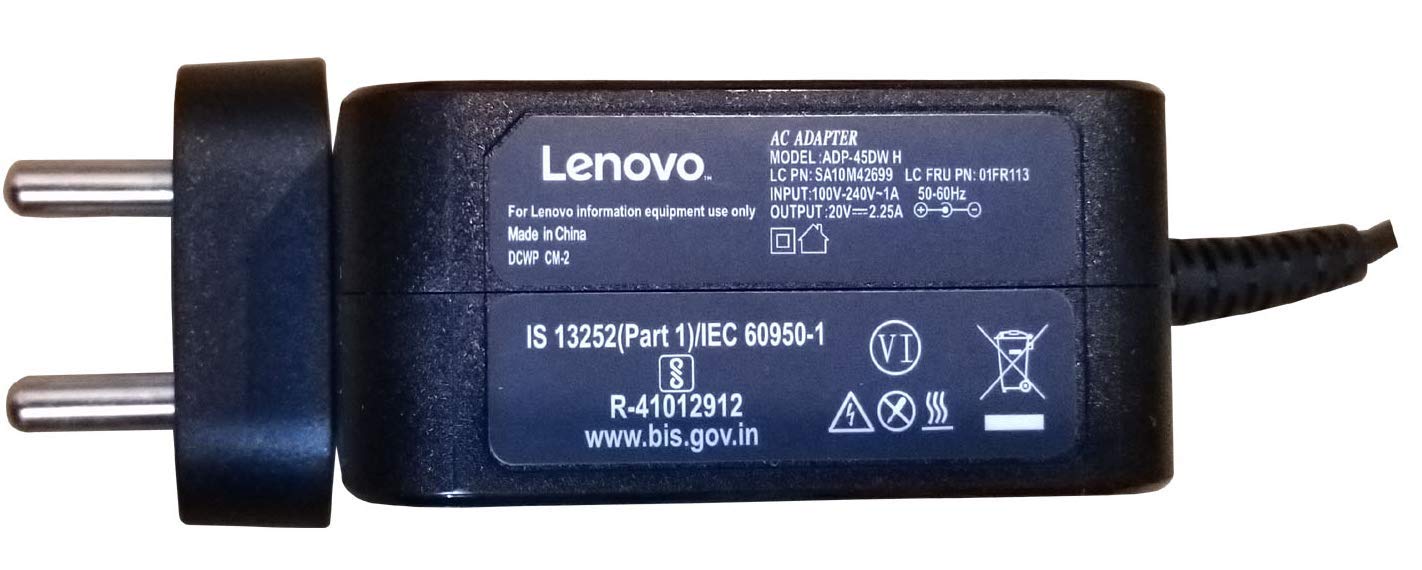 Lenovo™
For Lenovo information equipment use only
Made in China
DCWP CM-2
AC ADAPTER
MODEL :ADP-45DW H
LC PN: SA10M42699 LC FRU PN: 01FR113
INPUT:100V-240V~1A 50-60Hz
OUTPUT :20V⎓2.25A
IS 13252(Part 1)/IEC 60950-1
R-41012912
www.bis.gov.in
VI